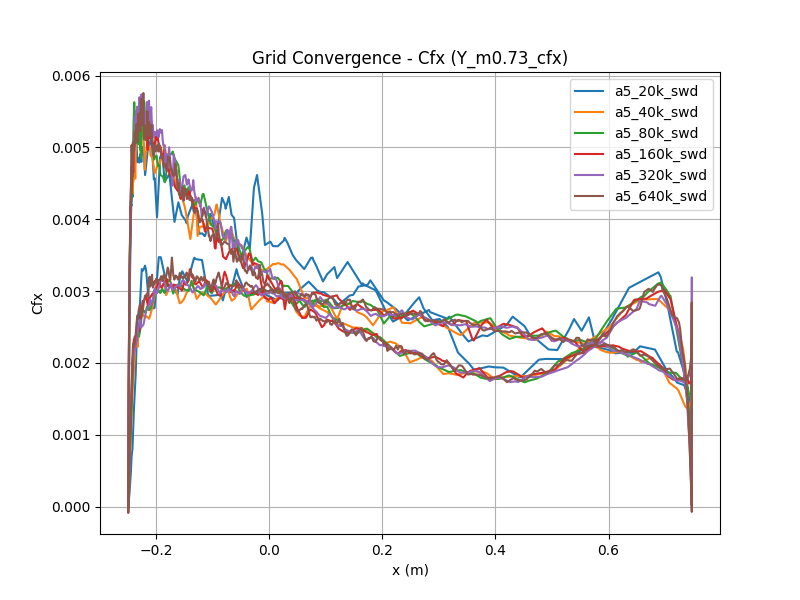 Grid Convergence - Cfx (Y_m0.73_cfx)
a5_20k_swd
a5_40k_swd
a5_80k_swd
a5_160k_swd
a5_320k_swd
a5_640k_swd
0.006
0.005
0.004
0.003
0.002
0.001
0.000
Cfx
−0.2
0.0
0.2
0.4
0.6
x (m)